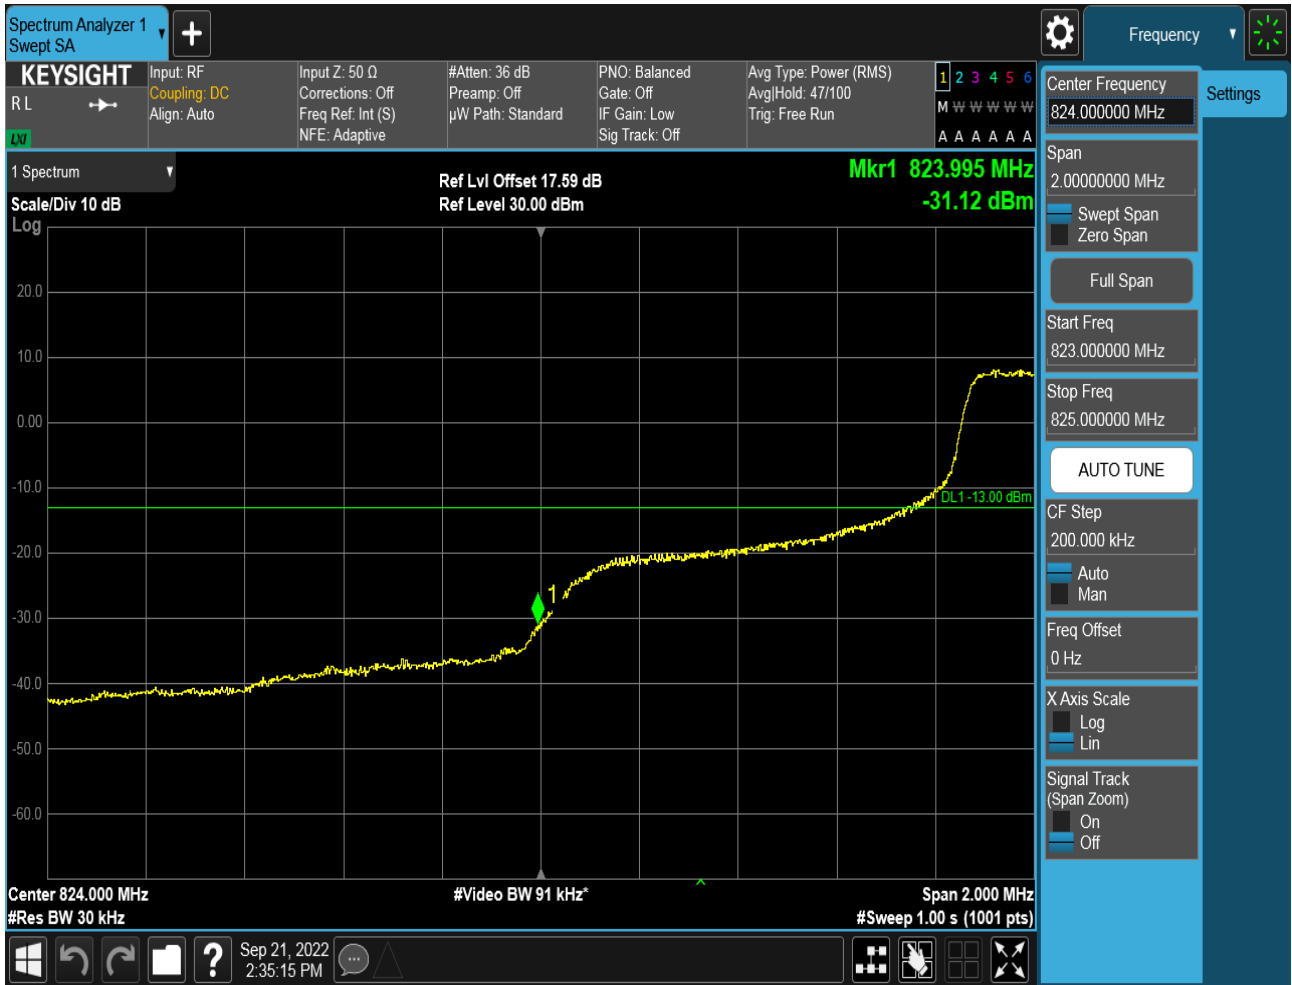 Spectrum Analyzer 1
Swept SA
Frequency
KEYSIGHT
R L
LXI
Input: RF
Coupling: DC
Align: Auto
Input Z: 50 Ω
Corrections: Off
Freq Ref: Int (S)
NFE: Adaptive
#Atten: 36 dB
Preamp: Off
µW Path: Standard
PNO: Balanced
Gate: Off
IF Gain: Low
Sig Track: Off
Avg Type: Power (RMS)
Avg|Hold: 47/100
Trig: Free Run
1 2 3 4 5 6
M W W W W W
A A A A A A
1 Spectrum
Scale/Div 10 dB
Log
Ref Lvl Offset 17.59 dB
Ref Level 30.00 dBm
Mkr1 823.995 MHz
-31.12 dBm
20.0
10.0
0.00
-10.0
-20.0
-30.0
-40.0
-50.0
-60.0
DL1 -13.00 dBm
1
Center 824.000 MHz
#Res BW 30 kHz
#Video BW 91 kHz*
Span 2.000 MHz
#Sweep 1.00 s (1001 pts)
Center Frequency
824.000000 MHz
Settings
Span
2.00000000 MHz
Swept Span
Zero Span
Full Span
Start Freq
823.000000 MHz
Stop Freq
825.000000 MHz
AUTO TUNE
CF Step
200.000 kHz
Auto
Man
Freq Offset
0 Hz
X Axis Scale
Log
Lin
Signal Track
(Span Zoom)
On
Off
?
Sep 21, 2022
2:35:15 PM